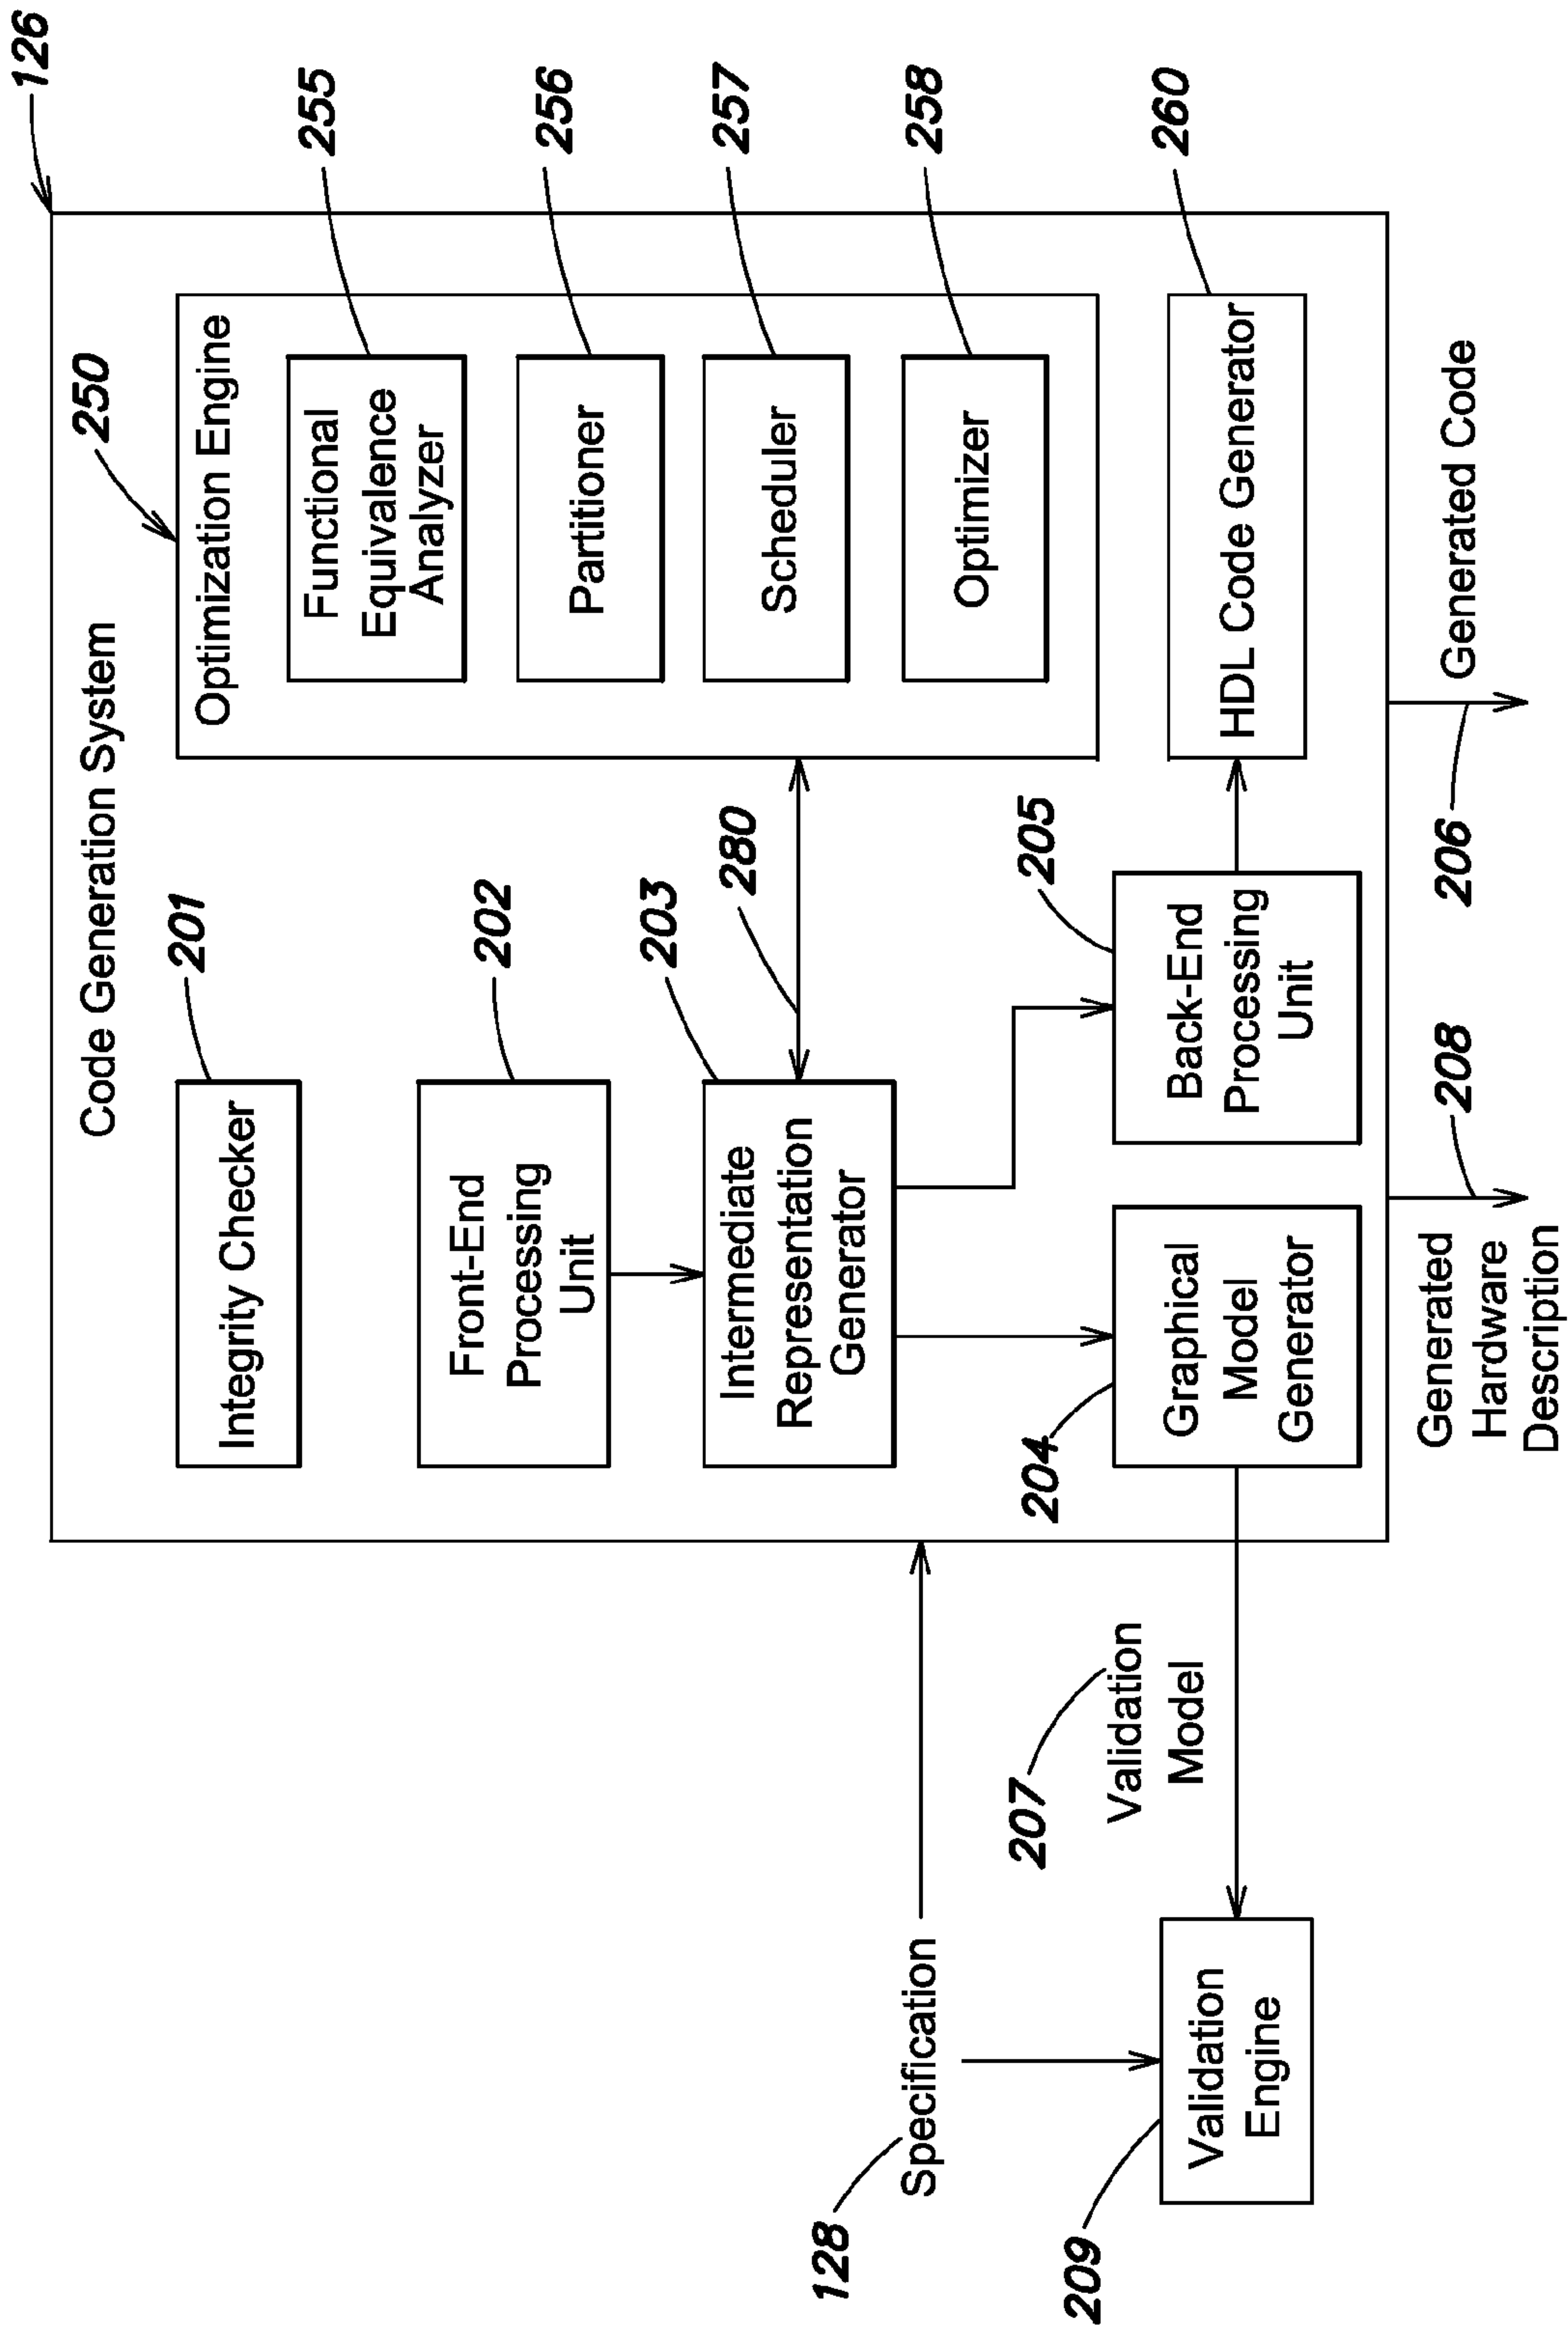 126
Code Generation System
250
Optimization Engine
255
Functional
Equivalence
Analyzer
256
Partitioner
257
Scheduler
258
Optimizer
201
Integrity Checker
202
Front-End
Processing
Unit
203
Intermediate
Representation
Generator
280
204
Graphical
Model
Generator
205
Back-End
Processing
Unit
260
HDL Code Generator
128
Specification
207
Validation
Model
209
Validation
Engine
208
Generated
Hardware
Description
206
Generated Code